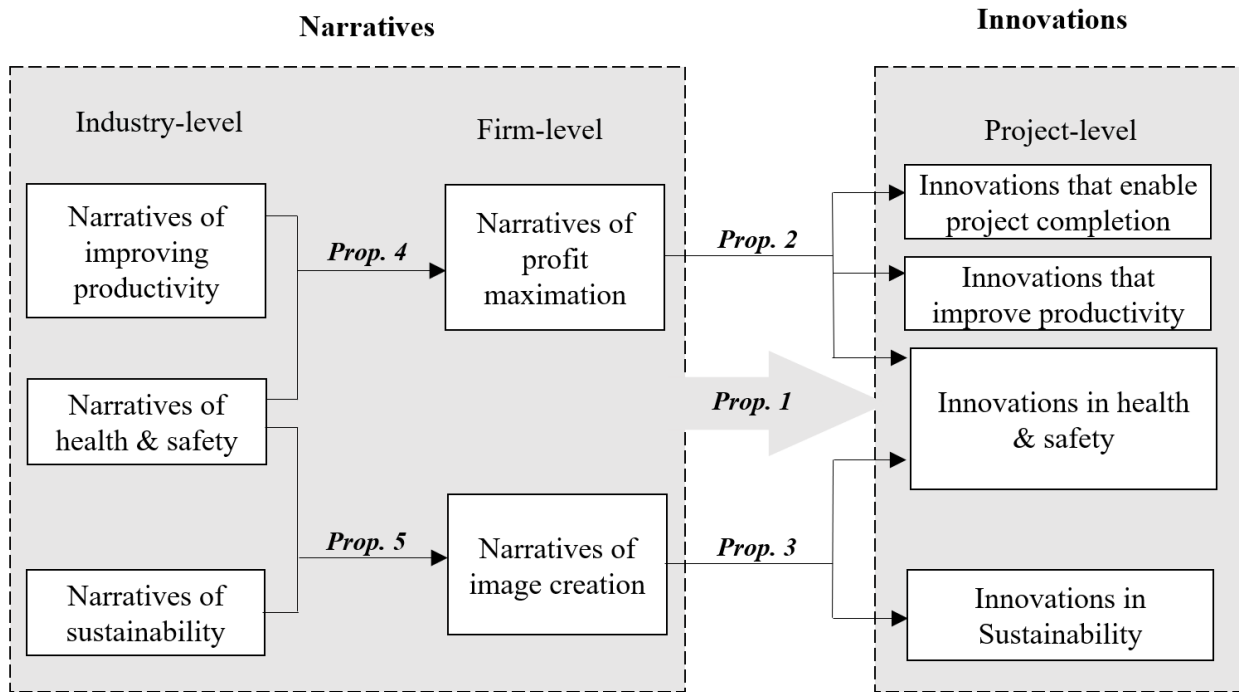 Narratives
Innovations
Industry-level
Firm-level
Project-level
Narratives of
improving
productivity
Prop. 4
Narratives of
profit
maximation
Prop. 2
Innovations that enable
project completion
Innovations that
improve productivity
Narratives of
health & safety
Prop. 1
Innovations in health
& safety
Narratives of
sustainability
Prop. 5
Narratives of
image creation
Prop. 3
Innovations in
Sustainability